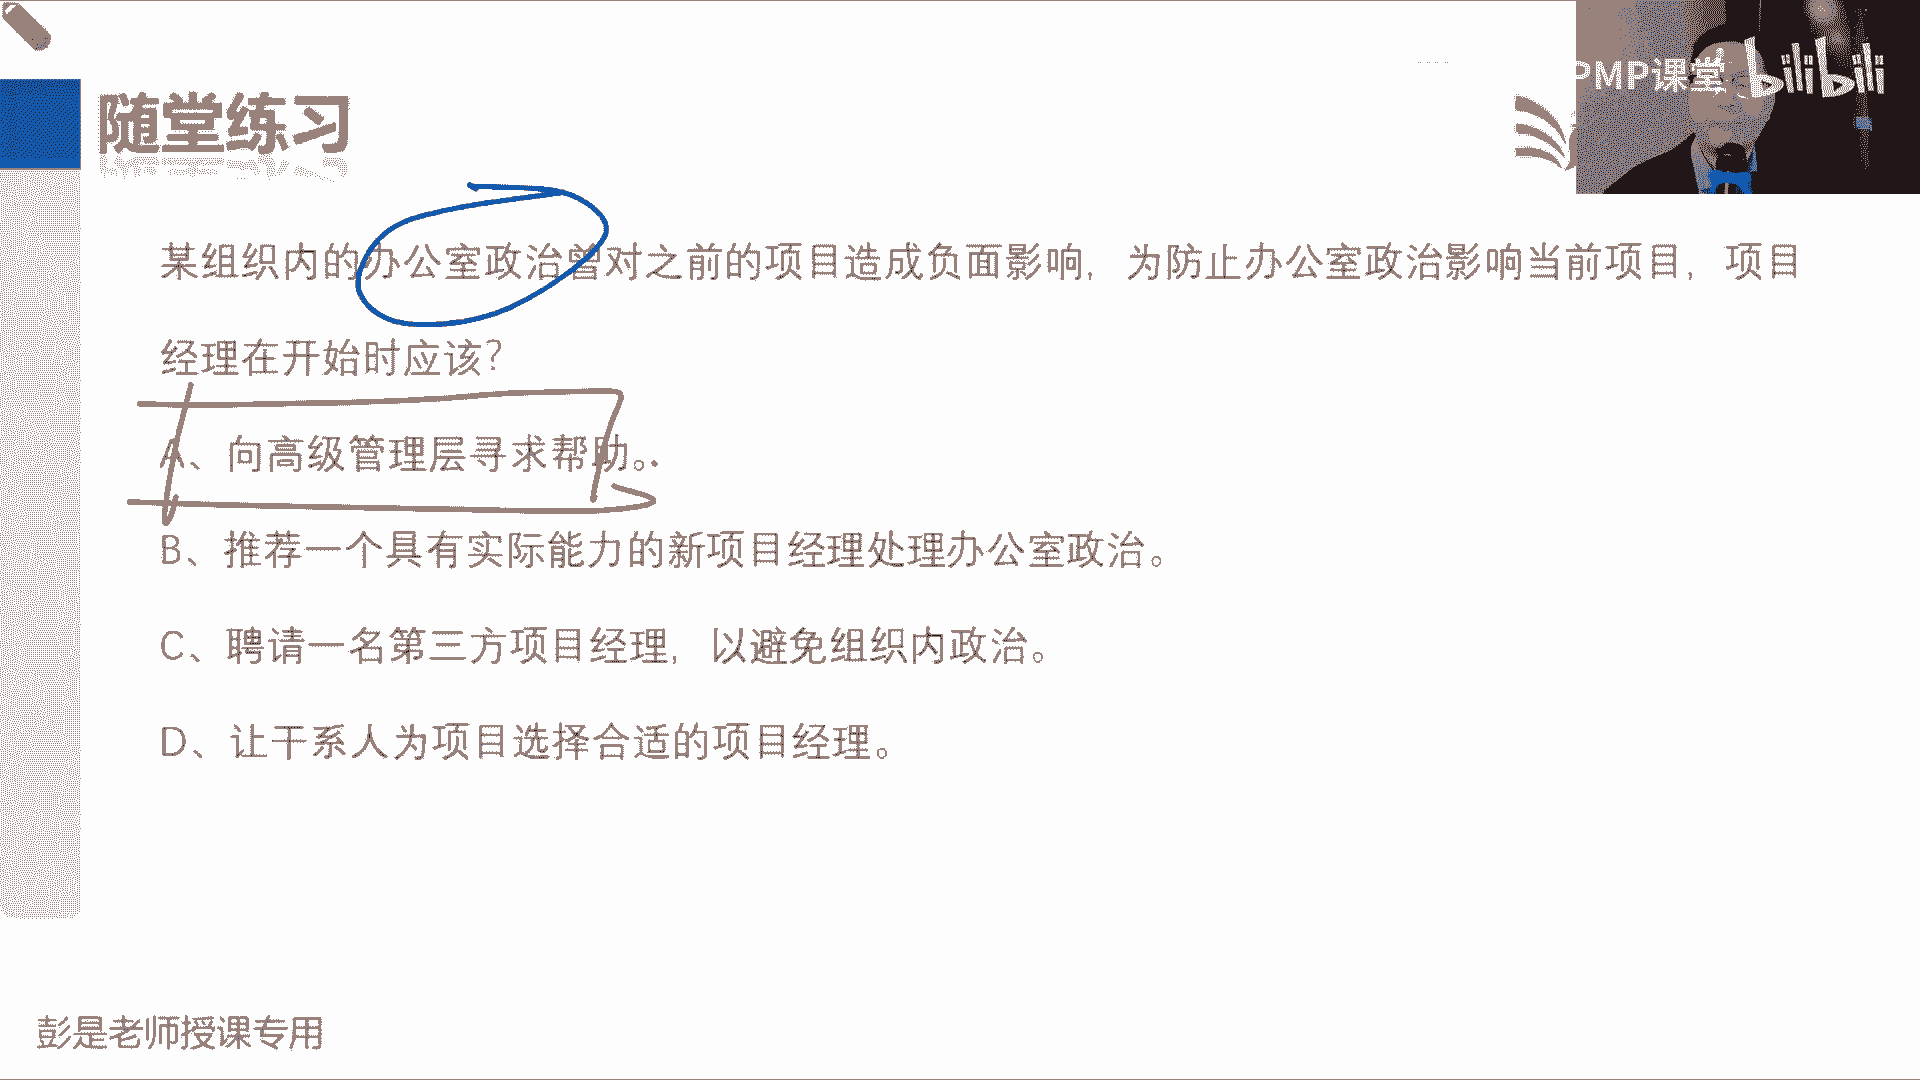 PMP课堂 bilibili
随堂练习
某组织内的办公室政治曾对之前的项目造成负面影响，为防止办公室政治影响当前项目，项目
经理在开始时应该？
A、向高级管理层寻求帮助。.
B、推荐一个具有实际能力的新项目经理处理办公室政治。
C、聘请一名第三方项目经理，以避免组织内政治。
D、让干系人为项目选择合适的项目经理。
彭是老师授课专用